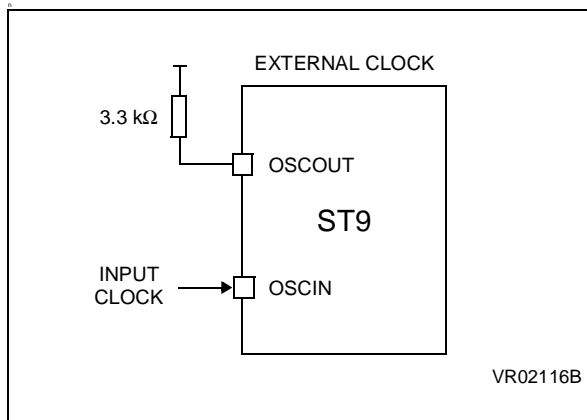 n
EXTERNAL CLOCK
3.3 kΩ
OSCOUT
ST9
INPUT
CLOCK
OSCIN
VR02116B